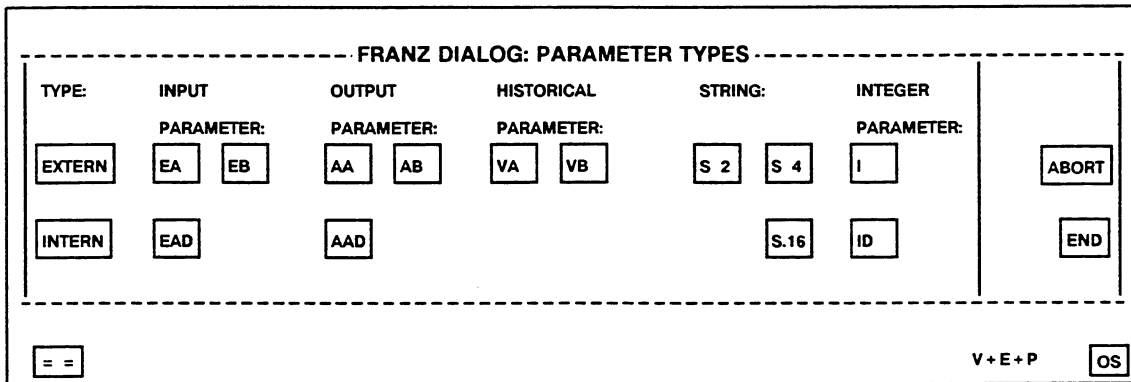 FRANZ DIALOG: PARAMETER TYPES
TYPE: INPUT OUTPUT HISTORICAL STRING: INTEGER
PARAMETER: PARAMETER: PARAMETER: PARAMETER:
EXTERN EA EB AA AB VA VB S 2 S 4 I ABORT
INTERN EAD AAD S.16 ID END
= = V + E + P OS